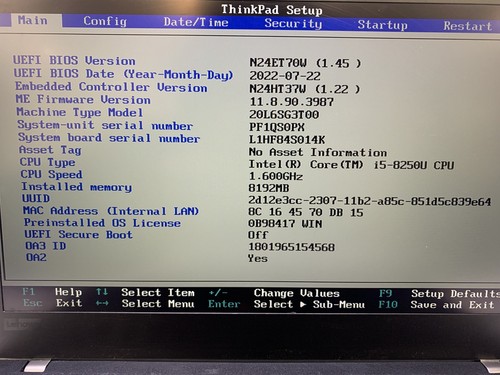 ThinkPad Setup
Main Config Date/Time Security Startup Restart
UEFI BIOS Version N24ET70W (1.45 )
UEFI BIOS Date (Year-Month-Day) 2022-07-22
Embedded Controller Version N24HT37W (1.22 )
ME Firmware Version 11.8.90.3987
Machine Type Model 20L6SG3T00
System-unit serial number PF1QS0PX
System board serial number L1HF84S014K
Asset Tag No Asset Information
CPU Type Intel(R) Core(TM) i5-8250U CPU
CPU Speed 1.600GHz
Installed memory 8192MB
UUID 2d12e3cc-2307-11b2-a85c-851d5c839e64
MAC Address (Internal LAN) 8C 16 45 70 DB 15
Preinstalled OS License 0B98417 WIN
UEFI Secure Boot Off
OA3 ID 1801965154568
OA2 Yes
F1 Help ↑↓ Select Item +/- Change Values F9 Setup Defaults
Esc Exit ↔ Select Menu Enter Select ▶ Sub-Menu F10 Save and Exit
Lenovo